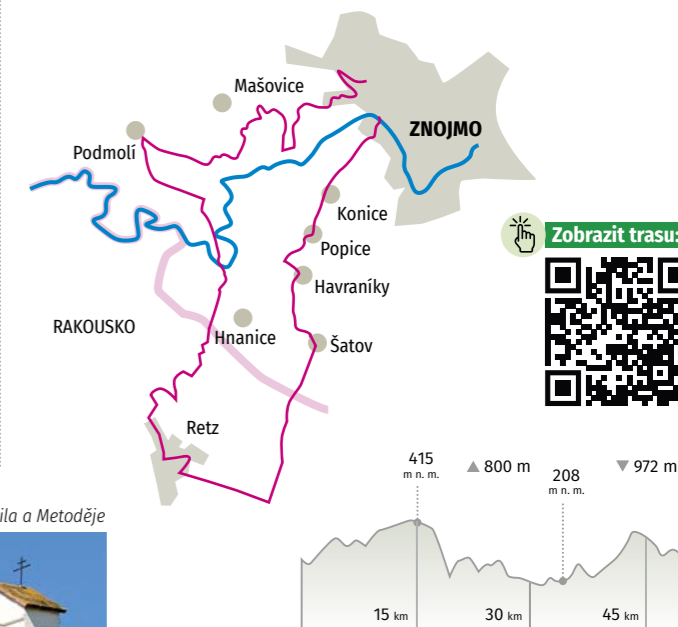 Mašovice
ZNOJMO
Podmolí
Konice
Popice
Havraníky
RAKOUSKO
Hnanice
Šatov
Retz
Zobrazit trasu:
ila a Metoděje
415
m n. m.
▲ 800 m
208
m n. m.
▼ 972 m
15 km
30 km
45 km